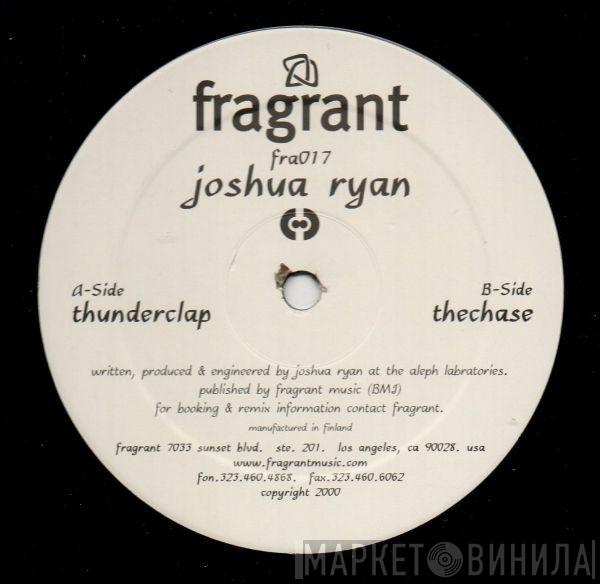 fragrant
fra017
joshua ryan
A-Side
thunderclap
B-Side
thechase
written, produced & engineered by joshua ryan at the aleph labratories.
published by fragrant music (BMI)
for booking & remix information contact fragrant.
manufactured in finland
fragrant 7033 sunset blvd. ste. 201. los angeles, ca 90028. usa
www.fragrantmusic.com
fon.323.460.4868. fax.323.460.6062
copyright 2000
МАРКЕТ ВИНИЛА